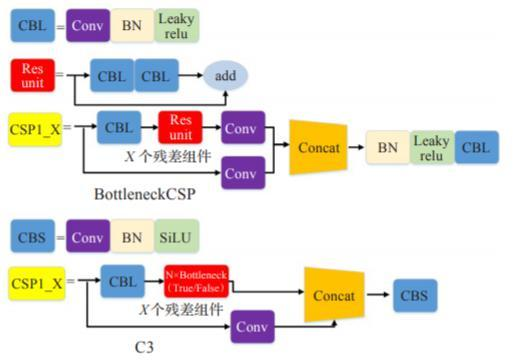 CBL = Conv BN Leaky relu
Res unit = CBL CBL add
CSP1_X = CBL Res unit Conv
X 个残差组件
Conv
Concat BN Leaky relu CBL
BottleneckCSP
CBS = Conv BN SiLU
CSP1_X = CBL N×Bottleneck (True/False)
X 个残差组件
Conv
Concat CBS
C3